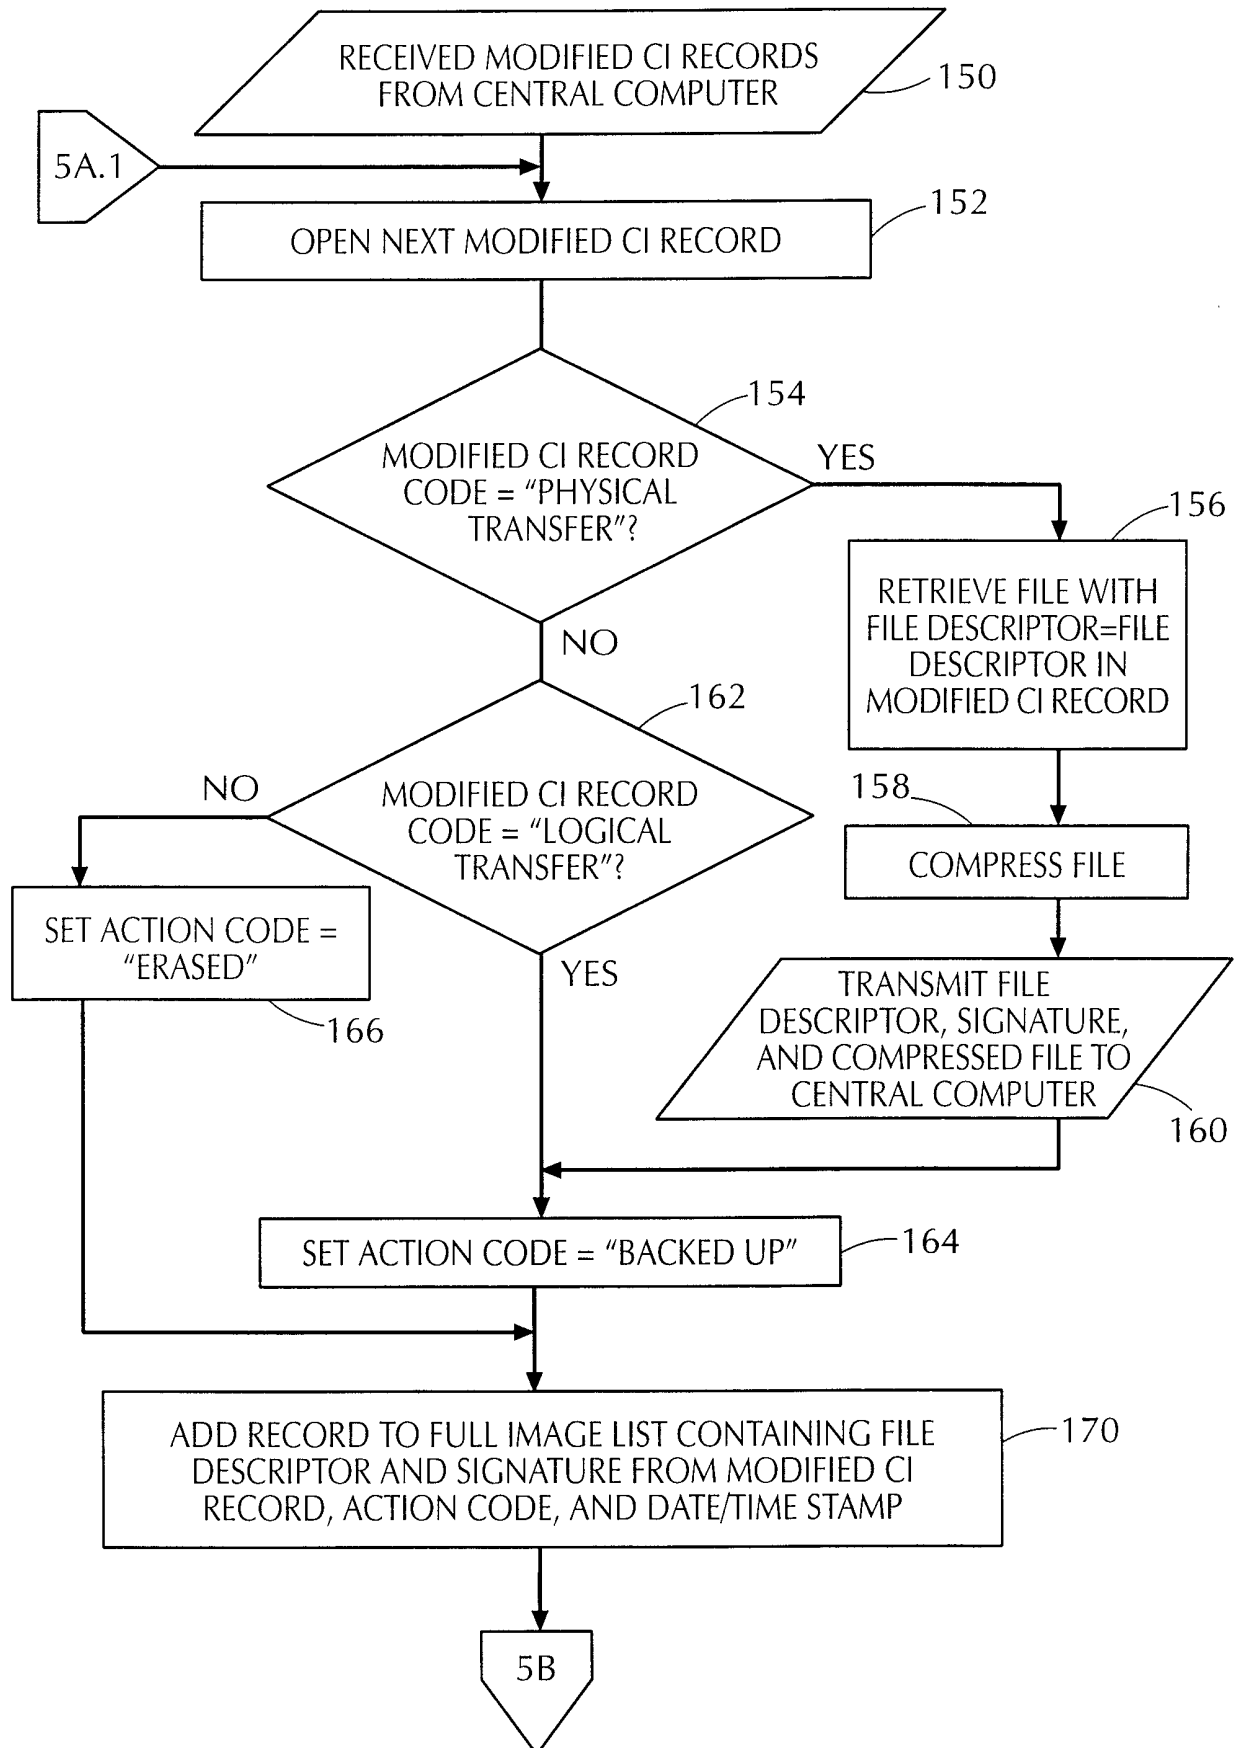 RECEIVED MODIFIED CI RECORDS
FROM CENTRAL COMPUTER
150
5A.1
152
OPEN NEXT MODIFIED CI RECORD
154
MODIFIED CI RECORD
CODE = “PHYSICAL
TRANSFER”?
YES
156
RETRIEVE FILE WITH
FILE DESCRIPTOR=FILE
DESCRIPTOR IN
MODIFIED CI RECORD
NO
162
MODIFIED CI RECORD
CODE = “LOGICAL
TRANSFER”?
NO
158
COMPRESS FILE
SET ACTION CODE =
“ERASED”
166
YES
TRANSMIT FILE
DESCRIPTOR, SIGNATURE,
AND COMPRESSED FILE TO
CENTRAL COMPUTER
160
SET ACTION CODE = “BACKED UP”
164
ADD RECORD TO FULL IMAGE LIST CONTAINING FILE
DESCRIPTOR AND SIGNATURE FROM MODIFIED CI
RECORD, ACTION CODE, AND DATE/TIME STAMP
170
5B